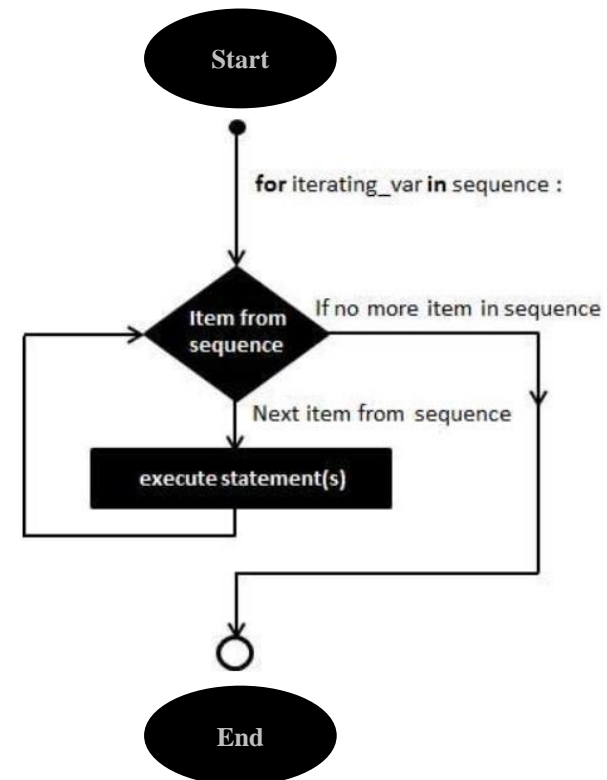 Start
for iterating_var in sequence :
Item from
sequence
If no more item in sequence
Next item from sequence
execute statement(s)
End